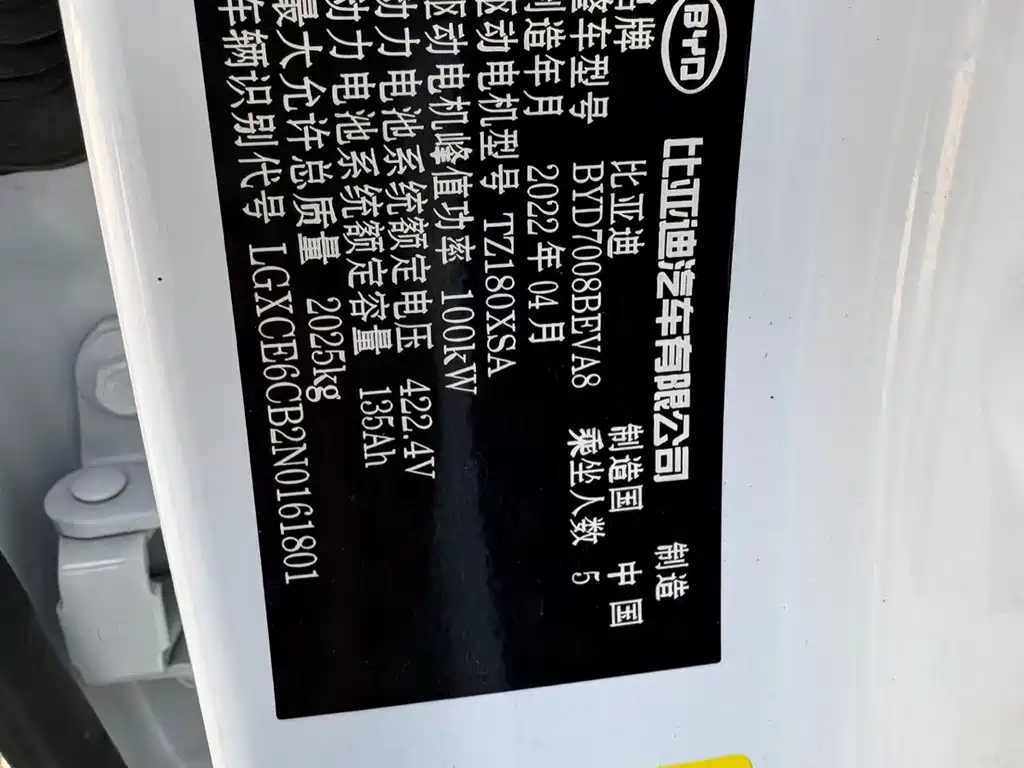 BYD
比亚迪汽车有限公司 制造
品牌 比亚迪 制造国 中国
整车型号 BYD7008BEVA8 乘坐人数 5
制造年月 2022年04月
驱动电机型号 TZ180XSA
驱动电机峰值功率 100kW
动力电池系统额定电压 422.4V
动力电池系统额定容量 135Ah
最大允许总质量 2025kg
车辆识别代号 LGXCE6CB2N0161801